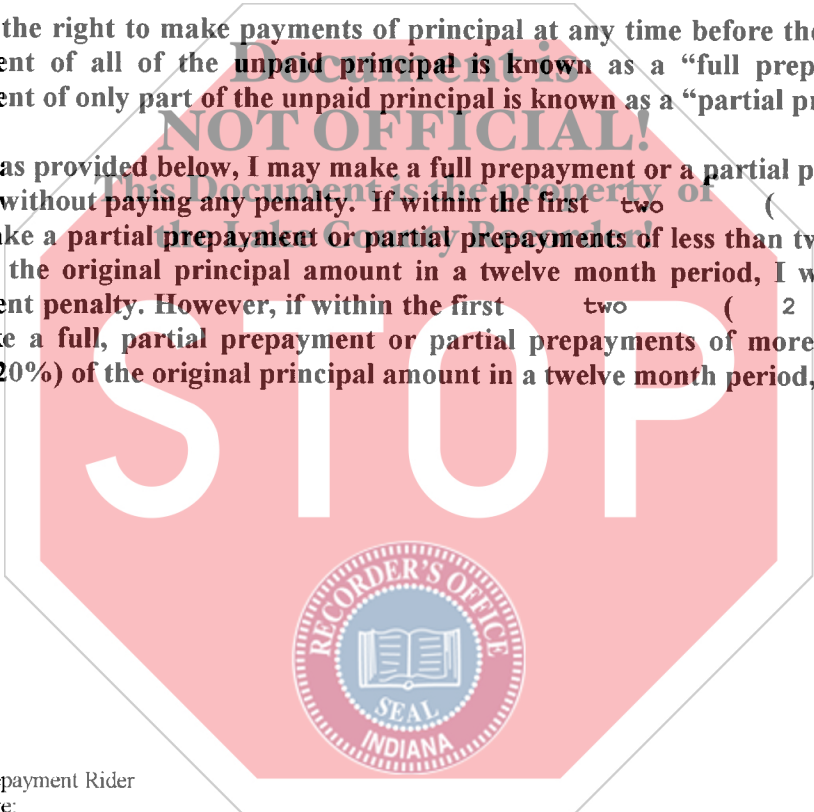 the right to make payments of principal at any time before the
ent of all of the unpaid principal is known as a “full prep
ent of only part of the unpaid principal is known as a “partial pr
Document is
NOT OFFICIAL!
This Document is the property of
the Lake County Recorder!
as provided below, I may make a full prepayment or a partial p
without paying any penalty. If within the first two (
ke a partial prepayment or partial prepayments of less than tw
the original principal amount in a twelve month period, I w
ent penalty. However, if within the first two ( 2
e a full, partial prepayment or partial prepayments of more
20%) of the original principal amount in a twelve month period,
STOP
RECORDER'S OFFICE
SEAL
INDIANA
epayment Rider
e: